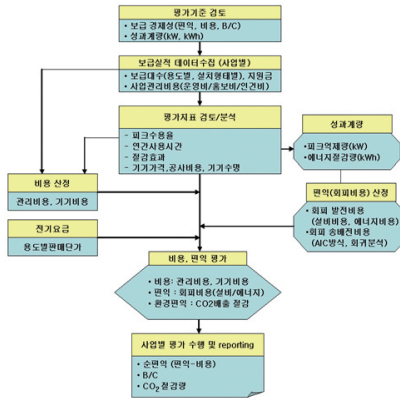 평가기준 검토
• 보급 경제성(편익, 비용, B/C)
• 성과계량(kW, kWh)
보급실적 데이터수집 (사업별)
• 보급대수(용도별, 설치형태별), 지원금
• 사업관리비용(운영비/홍보비/인건비)
평가지표 검토/분석
- 피크수용율
- 연간사용시간
- 절감효과
- 기기가격,공사비용, 기기수명
성과계량
• 피크억제량(kW)
• 에너지절감량(kWh)
비용 산정
관리비용, 기기비용
편익(회피비용) 산정
• 회피 발전비용
(설비비용, 에너지비용)
• 회피 송배전비용
(AIC방식, 회귀분석)
전기요금
용도별판매단가
비용, 편익 평가
• 비용: 관리비용, 기기비용
• 편익 : 회피비용(설비/에너지)
• 환경편익 : CO2배출 절감
사업별 평가 수행 및 reporting
• 순편익 (편익-비용)
• B/C
• CO₂절감량